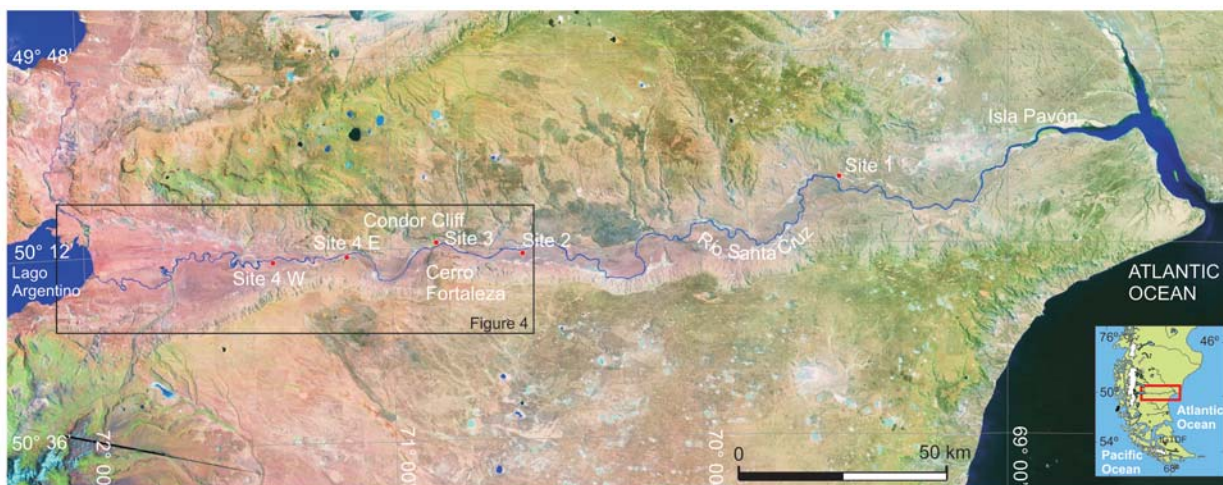 49° 48'
Isla Pavón
Site 1
Condor Cliff
50° 12'
Site 4 E
Site 3
Site 2
Río Santa Cruz
Lago
Argentino
Site 4 W
Cerro
Fortaleza
ATLANTIC
OCEAN
Figure 4
76°
46°
50°
Atlantic
Ocean
54°
Pacific
Ocean
68°
50° 36'
72° 00'
71° 00'
70° 00'
69° 00'
0
50 km